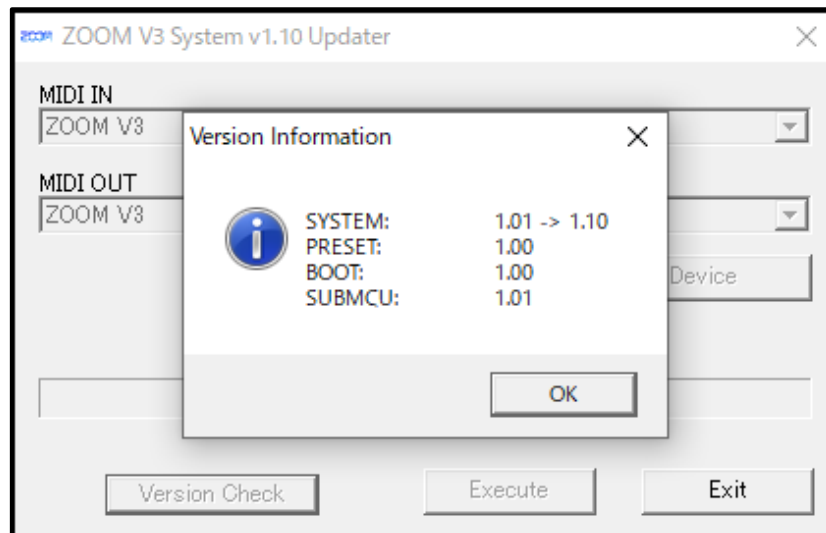 ZOOM ZOOM V3 System v1.10 Updater
MIDI IN
ZOOM V3
MIDI OUT
ZOOM V3
Device
Version Information
SYSTEM: 1.01 -> 1.10
PRESET: 1.00
BOOT: 1.00
SUBMCU: 1.01
OK
Version Check
Execute
Exit